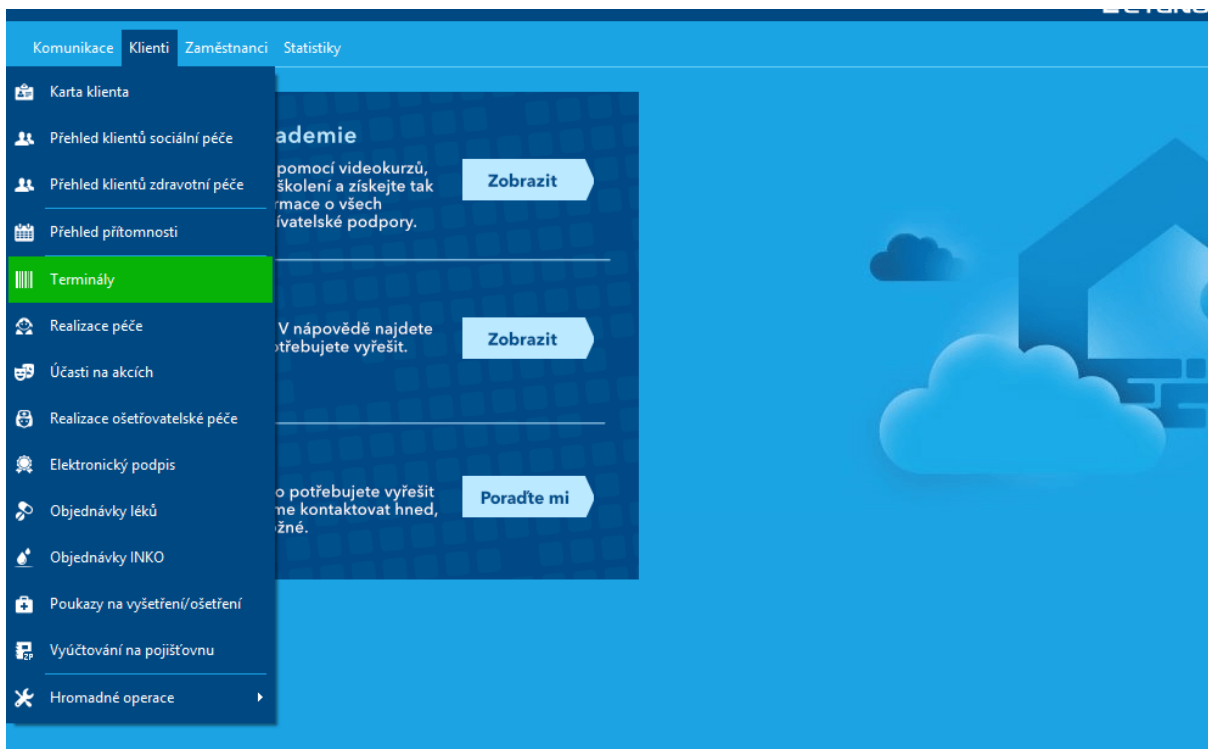 Komunikace Klienti Zaměstnanci Statistiky
Karta klienta
Přehled klientů sociální péče
Přehled klientů zdravotní péče
Přehled přítomnosti
Terminály
Realizace péče
Účasti na akcích
Realizace ošetřovatelské péče
Elektronický podpis
Objednávky léků
Objednávky INKO
Poukazy na vyšetření/ošetření
Vyúčtování na pojišťovnu
Hromadné operace
ademie
pomocí videokurzů,
školení a získejte tak
rmace o všech
ívatelské podpory.
Zobrazit
V nápovědě najdete
třebujete vyřešit.
Zobrazit
o potřebujete vyřešit
me kontaktovat hned,
žné.
Poraďte mi